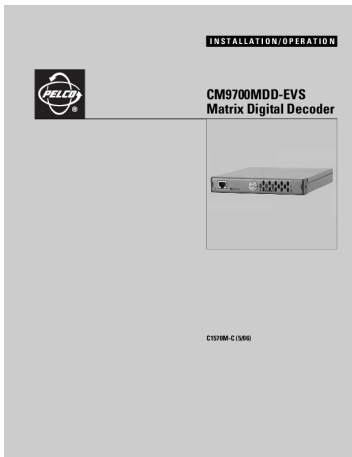 INSTALLATION/OPERATION
PELCO
®
CM9700MDD-EVS
Matrix Digital Decoder
C1570M-C (5/06)